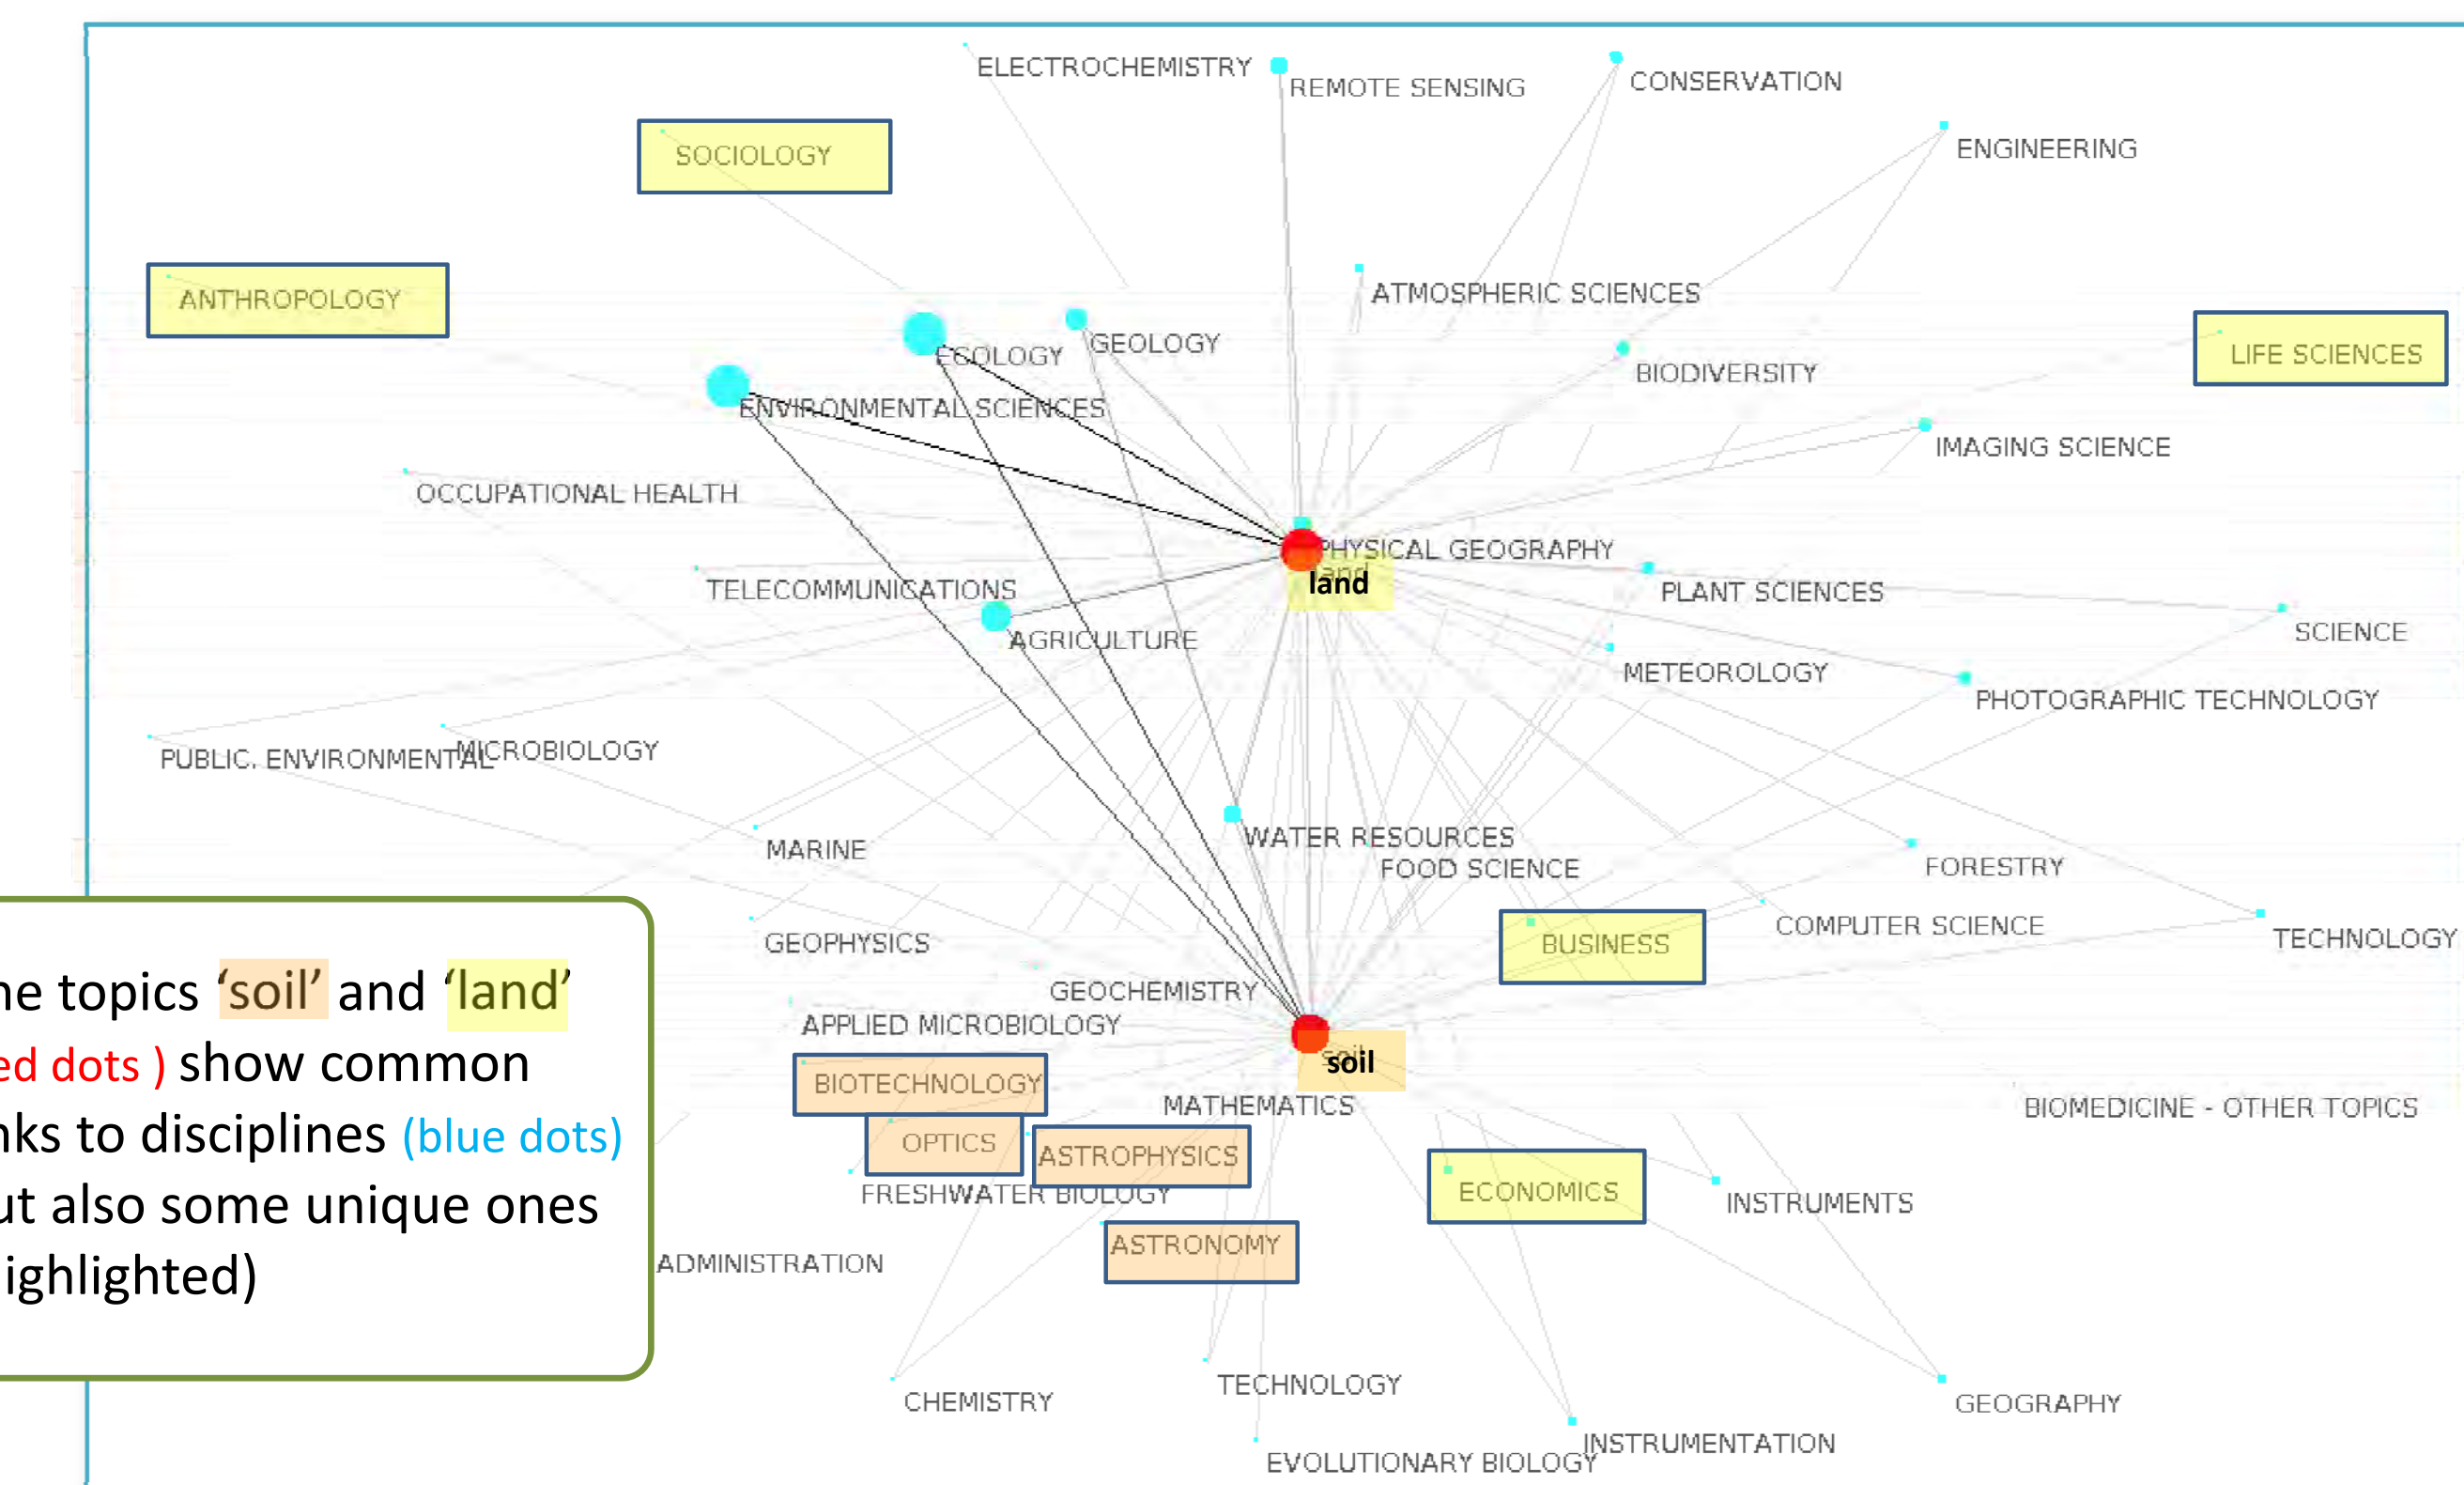 ELECTROCHEMISTRY
REMOTE SENSING
CONSERVATION
ENGINEERING
SOCIOLOGY
ANTHROPOLOGY
ATMOSPHERIC SCIENCES
GEOLOGY
ECOLOGY
LIFE SCIENCES
BIODIVERSITY
ENVIRONMENTAL SCIENCES
IMAGING SCIENCE
OCCUPATIONAL HEALTH
PHYSICAL GEOGRAPHY
land
land
TELECOMMUNICATIONS
PLANT SCIENCES
AGRICULTURE
SCIENCE
METEOROLOGY
PHOTOGRAPHIC TECHNOLOGY
PUBLIC, ENVIRONMENTAL
MICROBIOLOGY
WATER RESOURCES
MARINE
FOOD SCIENCE
FORESTRY
COMPUTER SCIENCE
TECHNOLOGY
GEOPHYSICS
BUSINESS
GEOCHEMISTRY
APPLIED MICROBIOLOGY
soil
soil
BIOTECHNOLOGY
MATHEMATICS
BIOMEDICINE - OTHER TOPICS
OPTICS
ASTROPHYSICS
FRESHWATER BIOLOGY
ECONOMICS
INSTRUMENTS
ASTRONOMY
ADMINISTRATION
CHEMISTRY
TECHNOLOGY
GEOGRAPHY
INSTRUMENTATION
EVOLUTIONARY BIOLOGY
he topics ‘soil’ and ‘land’
ed dots ) show common
nks to disciplines (blue dots)
ut also some unique ones
ighlighted)